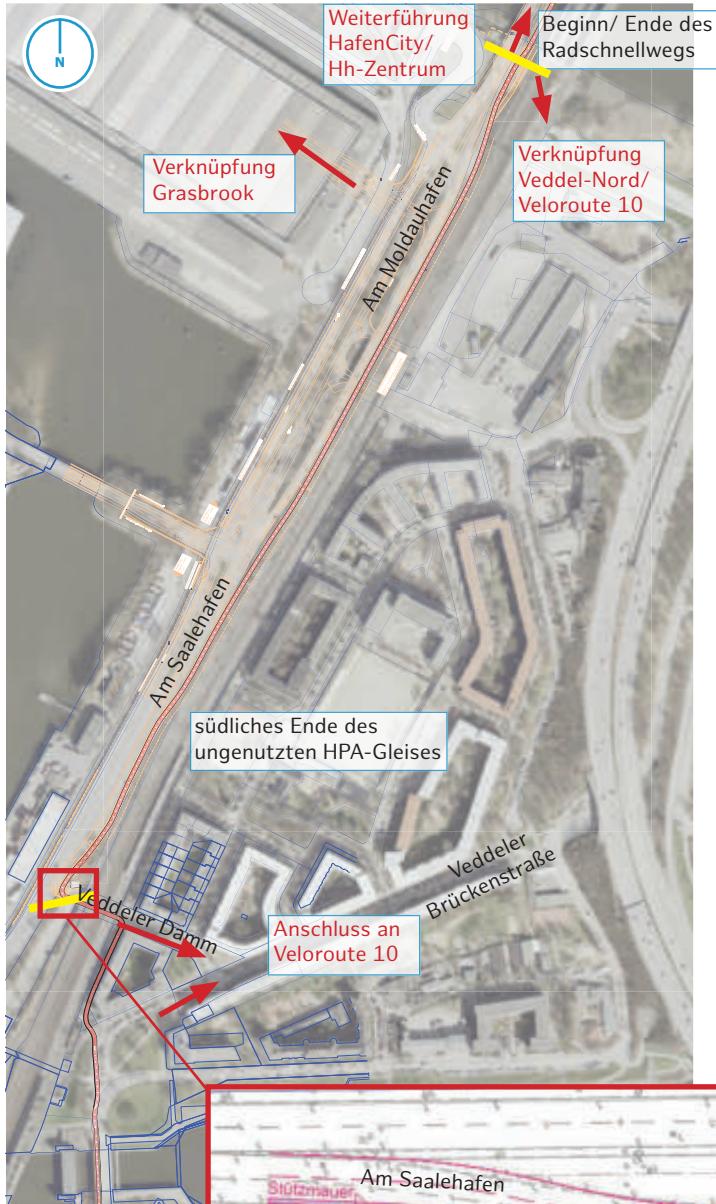 N
Weiterführung
HafenCity/
Hh-Zentrum
Beginn/ Ende des
Radschnellwegs
Verknüpfung
Grasbrook
Verknüpfung
Veddel-Nord/
Veloroute 10
Am Moldauhafen
Am Saalehafen
südliches Ende des
ungenutzten HPA-Gleises
Veddeler
Brückenstraße
Veddeler Damm
Anschluss an
Veloroute 10
Am Saalehafen
Stützmauer